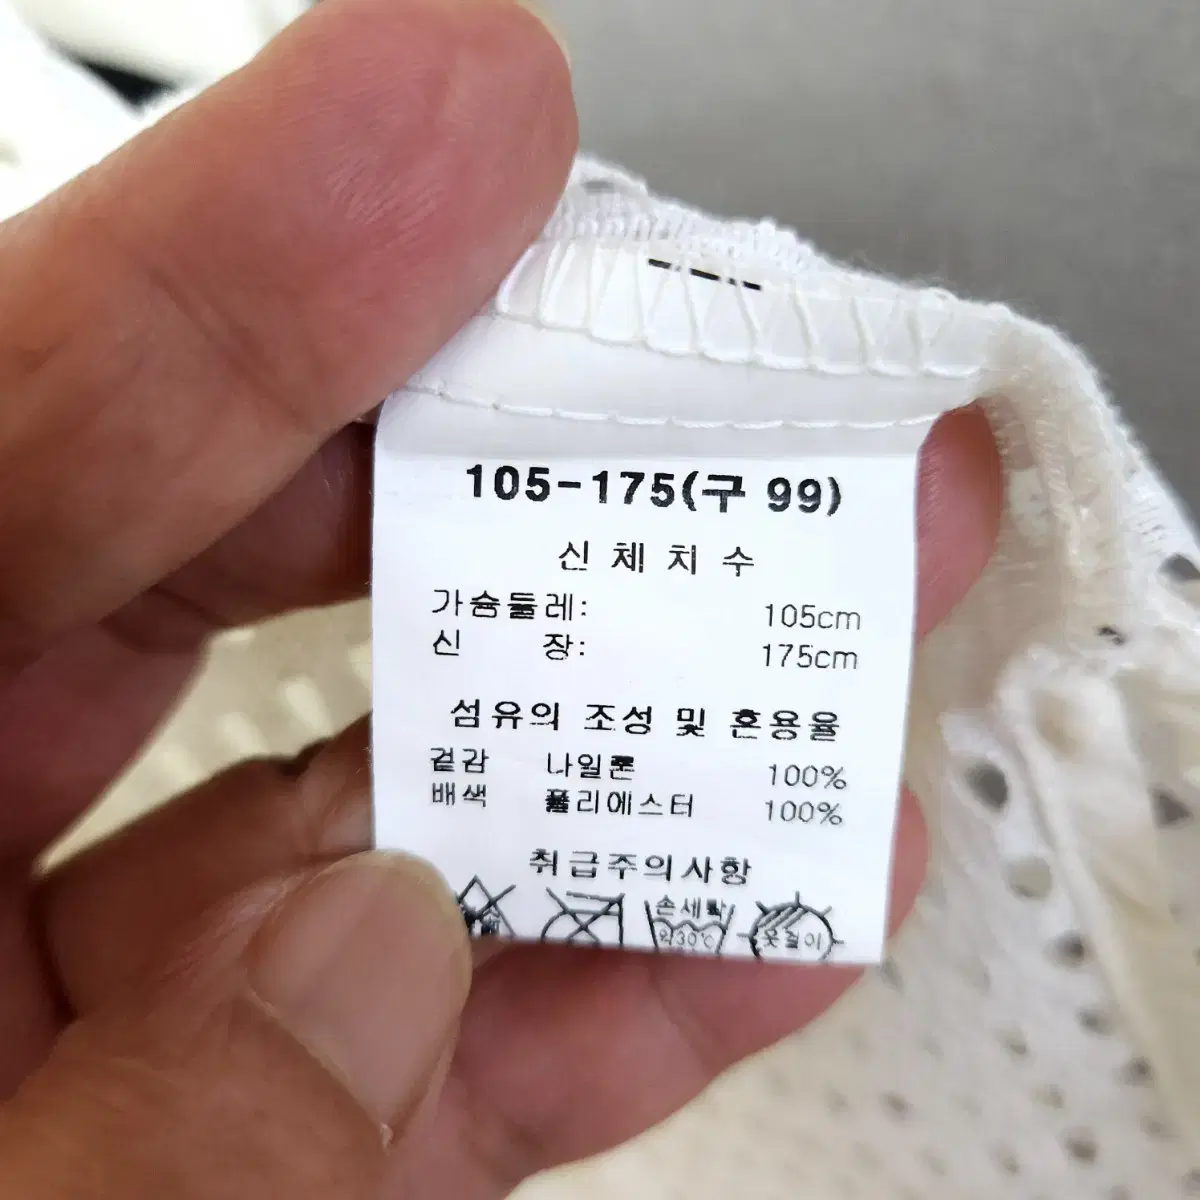 105-175(구 99)
신체치수
가슴둘레: 105cm
신 장: 175cm
섬유의 조성 및 혼용율
겉감 나일론 100%
배색 폴리에스터 100%
취급주의사항
손세탁
약30℃
옷걸이